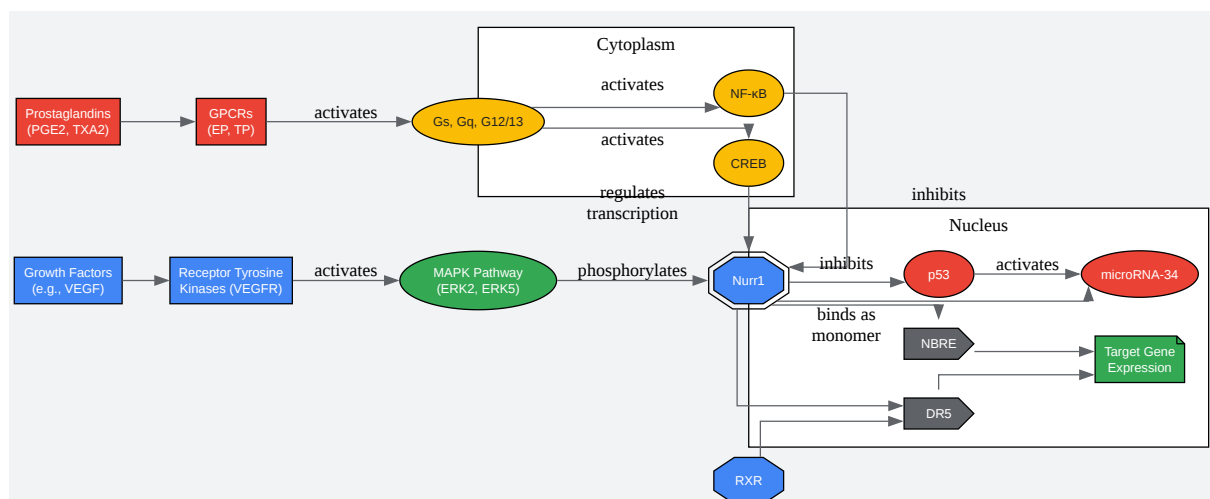 Cytoplasm
Prostaglandins
(PGE2, TXA2)
GPCRs
(EP, TP)
activates
Gs, Gq, G12/13
activates
activates
NF-κB
CREB
regulates
transcription
inhibits
Nucleus
Growth Factors
(e.g., VEGF)
Receptor Tyrosine
Kinases (VEGFR)
activates
MAPK Pathway
(ERK2, ERK5)
phosphorylates
Nurr1
inhibits
p53
activates
microRNA-34
binds as
monomer
NBRE
Target Gene
Expression
DR5
RXR